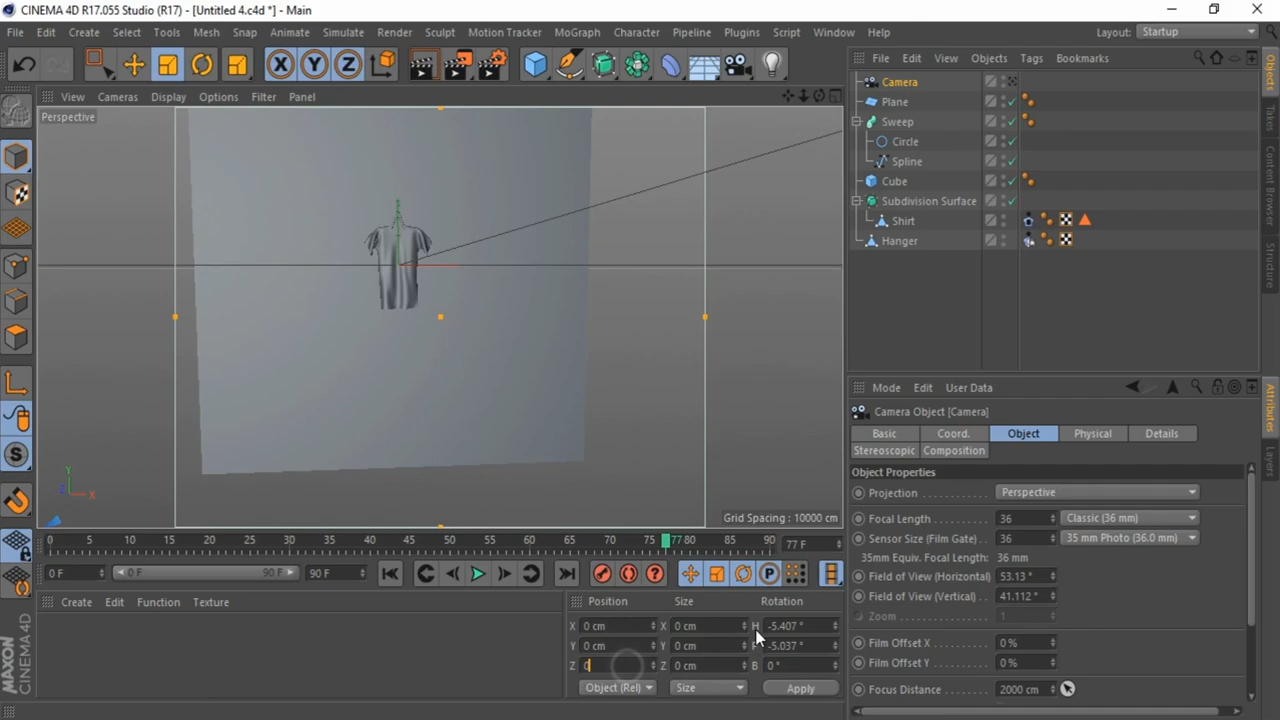 CINEMA 4D R17.055 Studio (R17) - [Untitled 4.c4d *] - Main
File Edit Create Select Tools Mesh Snap Animate Simulate Render Sculpt Motion Tracker MoGraph Character Pipeline Plugins Script Window Help Layout: Startup
X Y Z
File Edit View Objects Tags Bookmarks
Camera
Plane
Sweep
Circle
Spline
Cube
Subdivision Surface
Shirt
Hanger
Objects
Takes
Content Browser
Structure
View Cameras Display Options Filter Panel
Perspective
Y
Z X
Grid Spacing : 10000 cm
S
0 5 10 15 20 25 30 35 40 45 50 55 60 65 70 75 77 80 85 90 77 F
0 F 0 F 90 F 90 F
P
Create Edit Function Texture
Position Size Rotation
X 0 cm X 0 cm H -5.407 °
Y 0 cm Y 0 cm P -5.037 °
Z 0 Z 0 cm B 0 °
Object (Rel) Size Apply
MAXON
CINEMA 4D
Mode Edit User Data
Camera Object [Camera]
Basic Coord. Object Physical Details
Stereoscopic Composition
Object Properties
Projection Perspective
Focal Length 36 Classic (36 mm)
Sensor Size (Film Gate) 36 35 mm Photo (36.0 mm)
35mm Equiv. Focal Length: 36 mm
Field of View (Horizontal) 53.13 °
Field of View (Vertical) 41.112 °
Zoom 1
Film Offset X 0 %
Film Offset Y 0 %
Focus Distance 2000 cm
Attributes
Layers